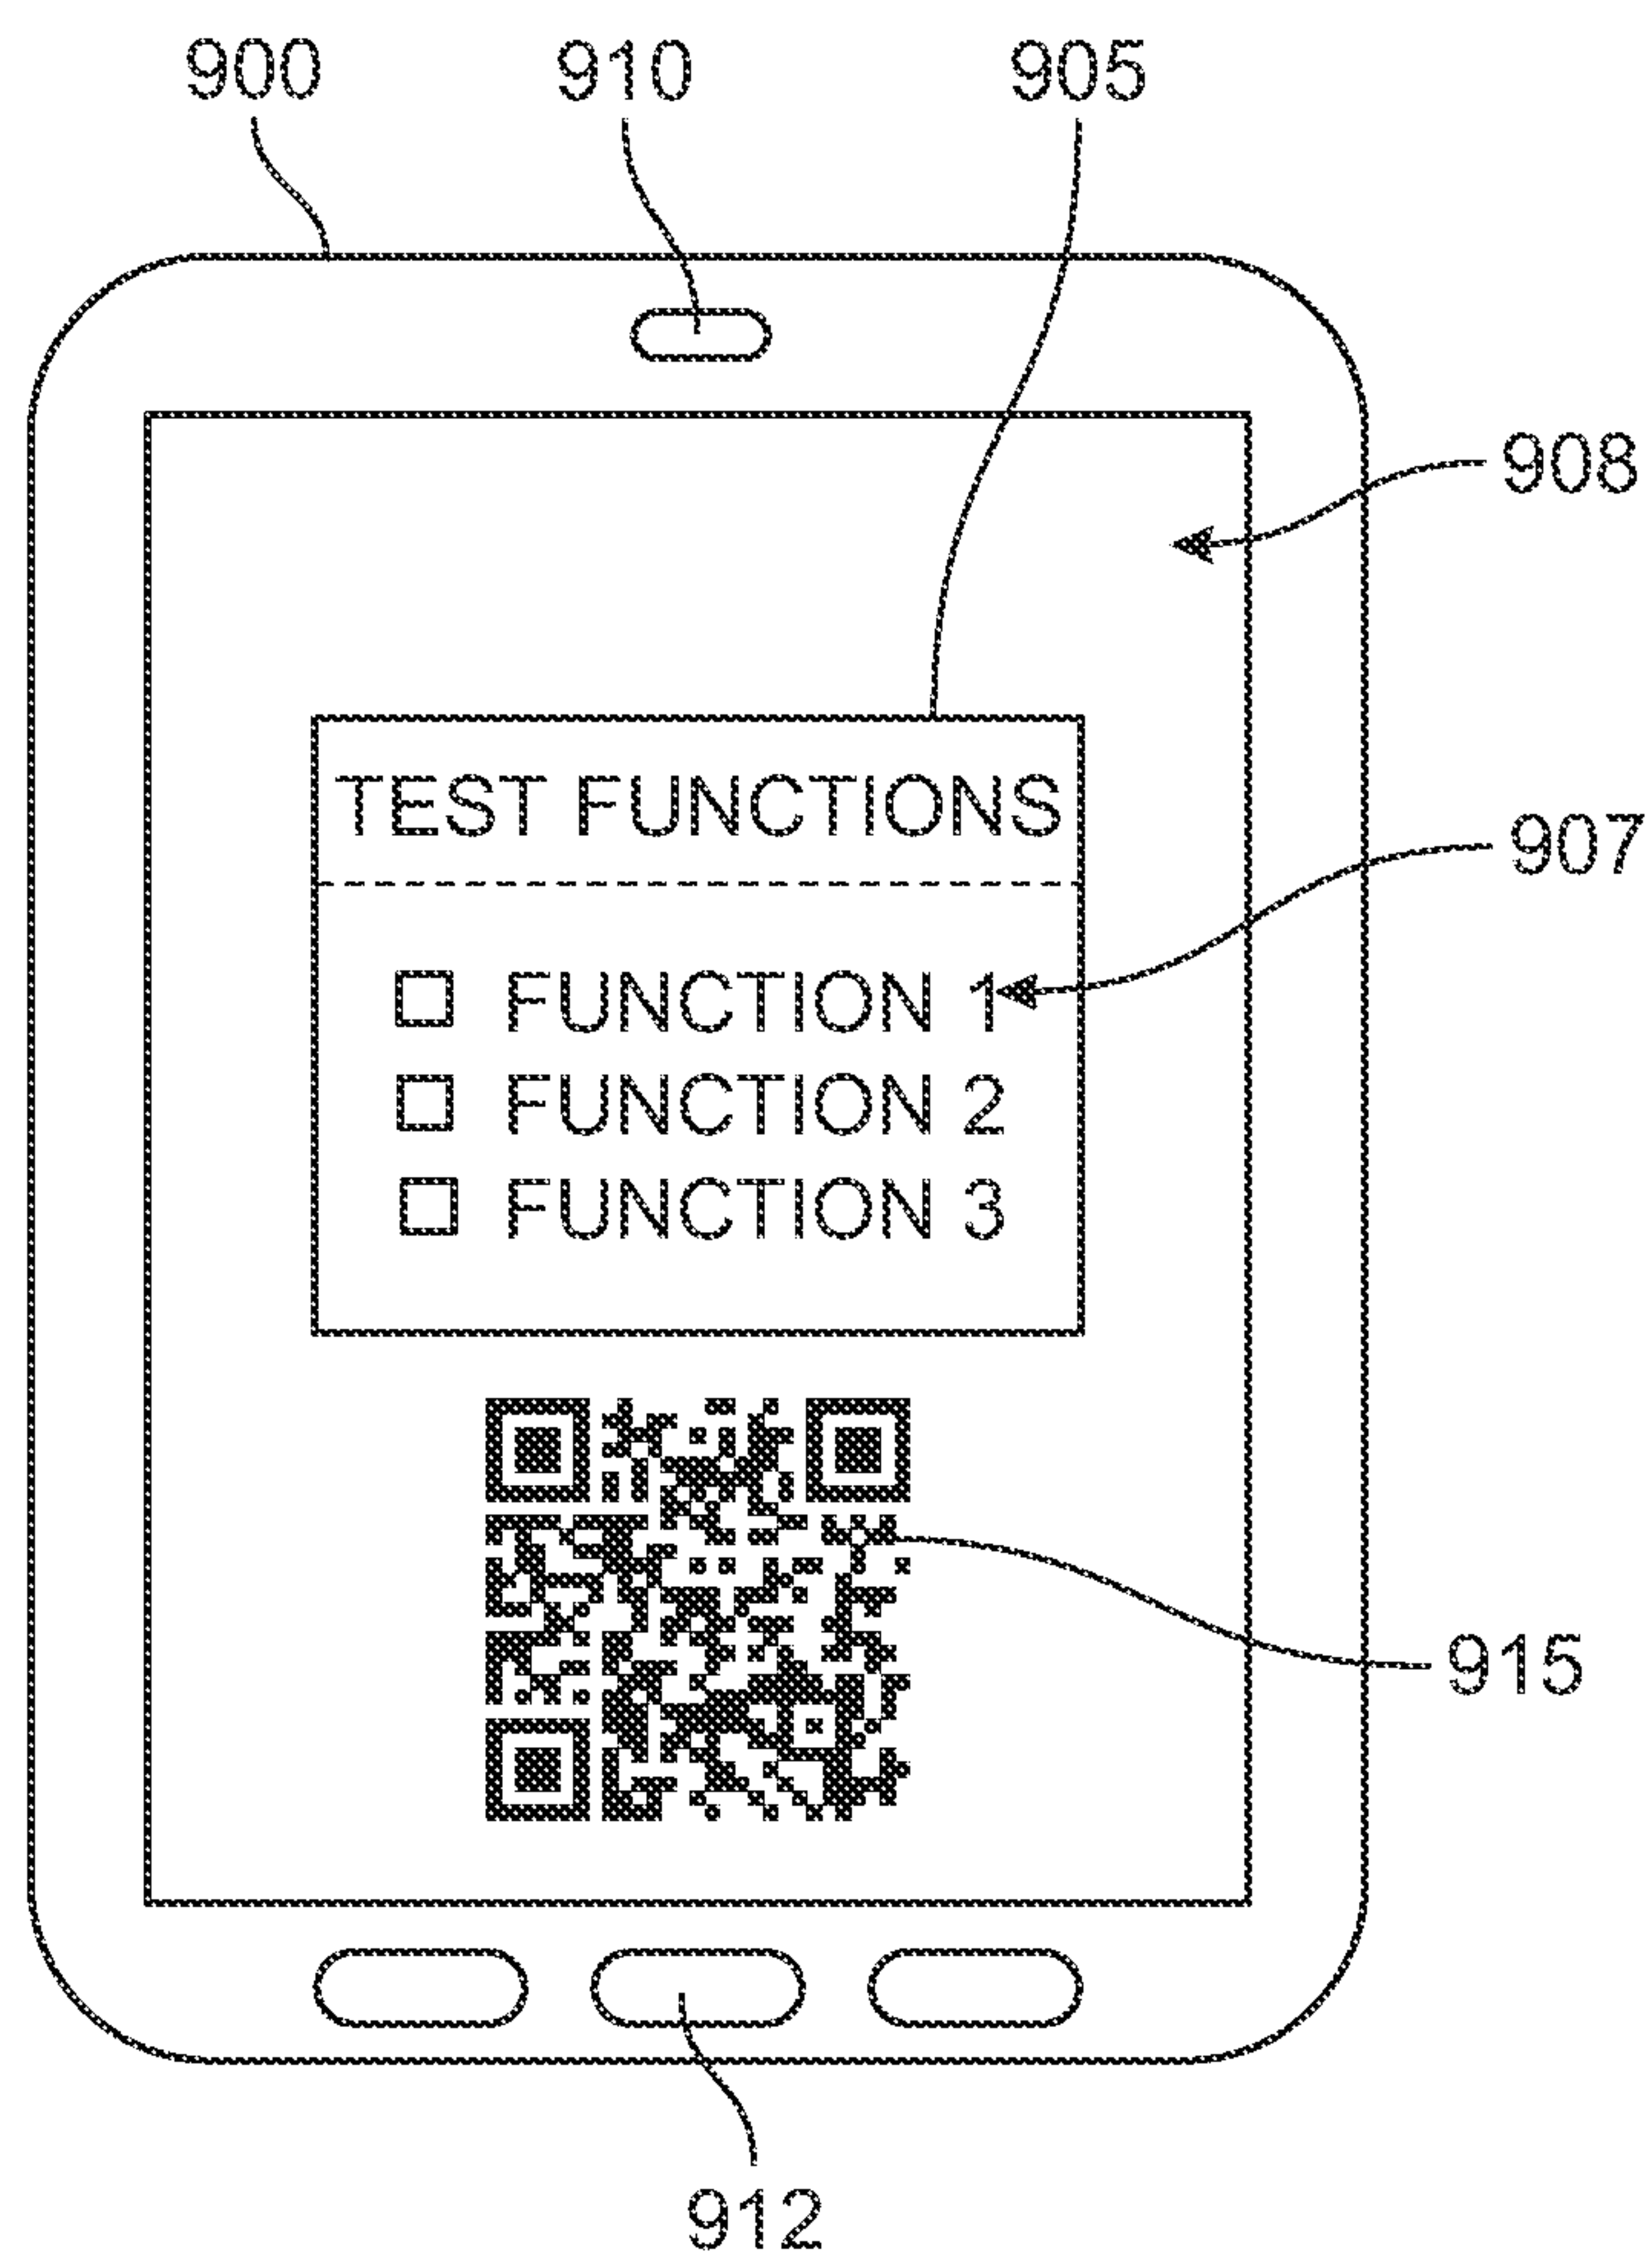 900 910 905
908
TEST FUNCTIONS
907
FUNCTION 1
FUNCTION 2
FUNCTION 3
915
912